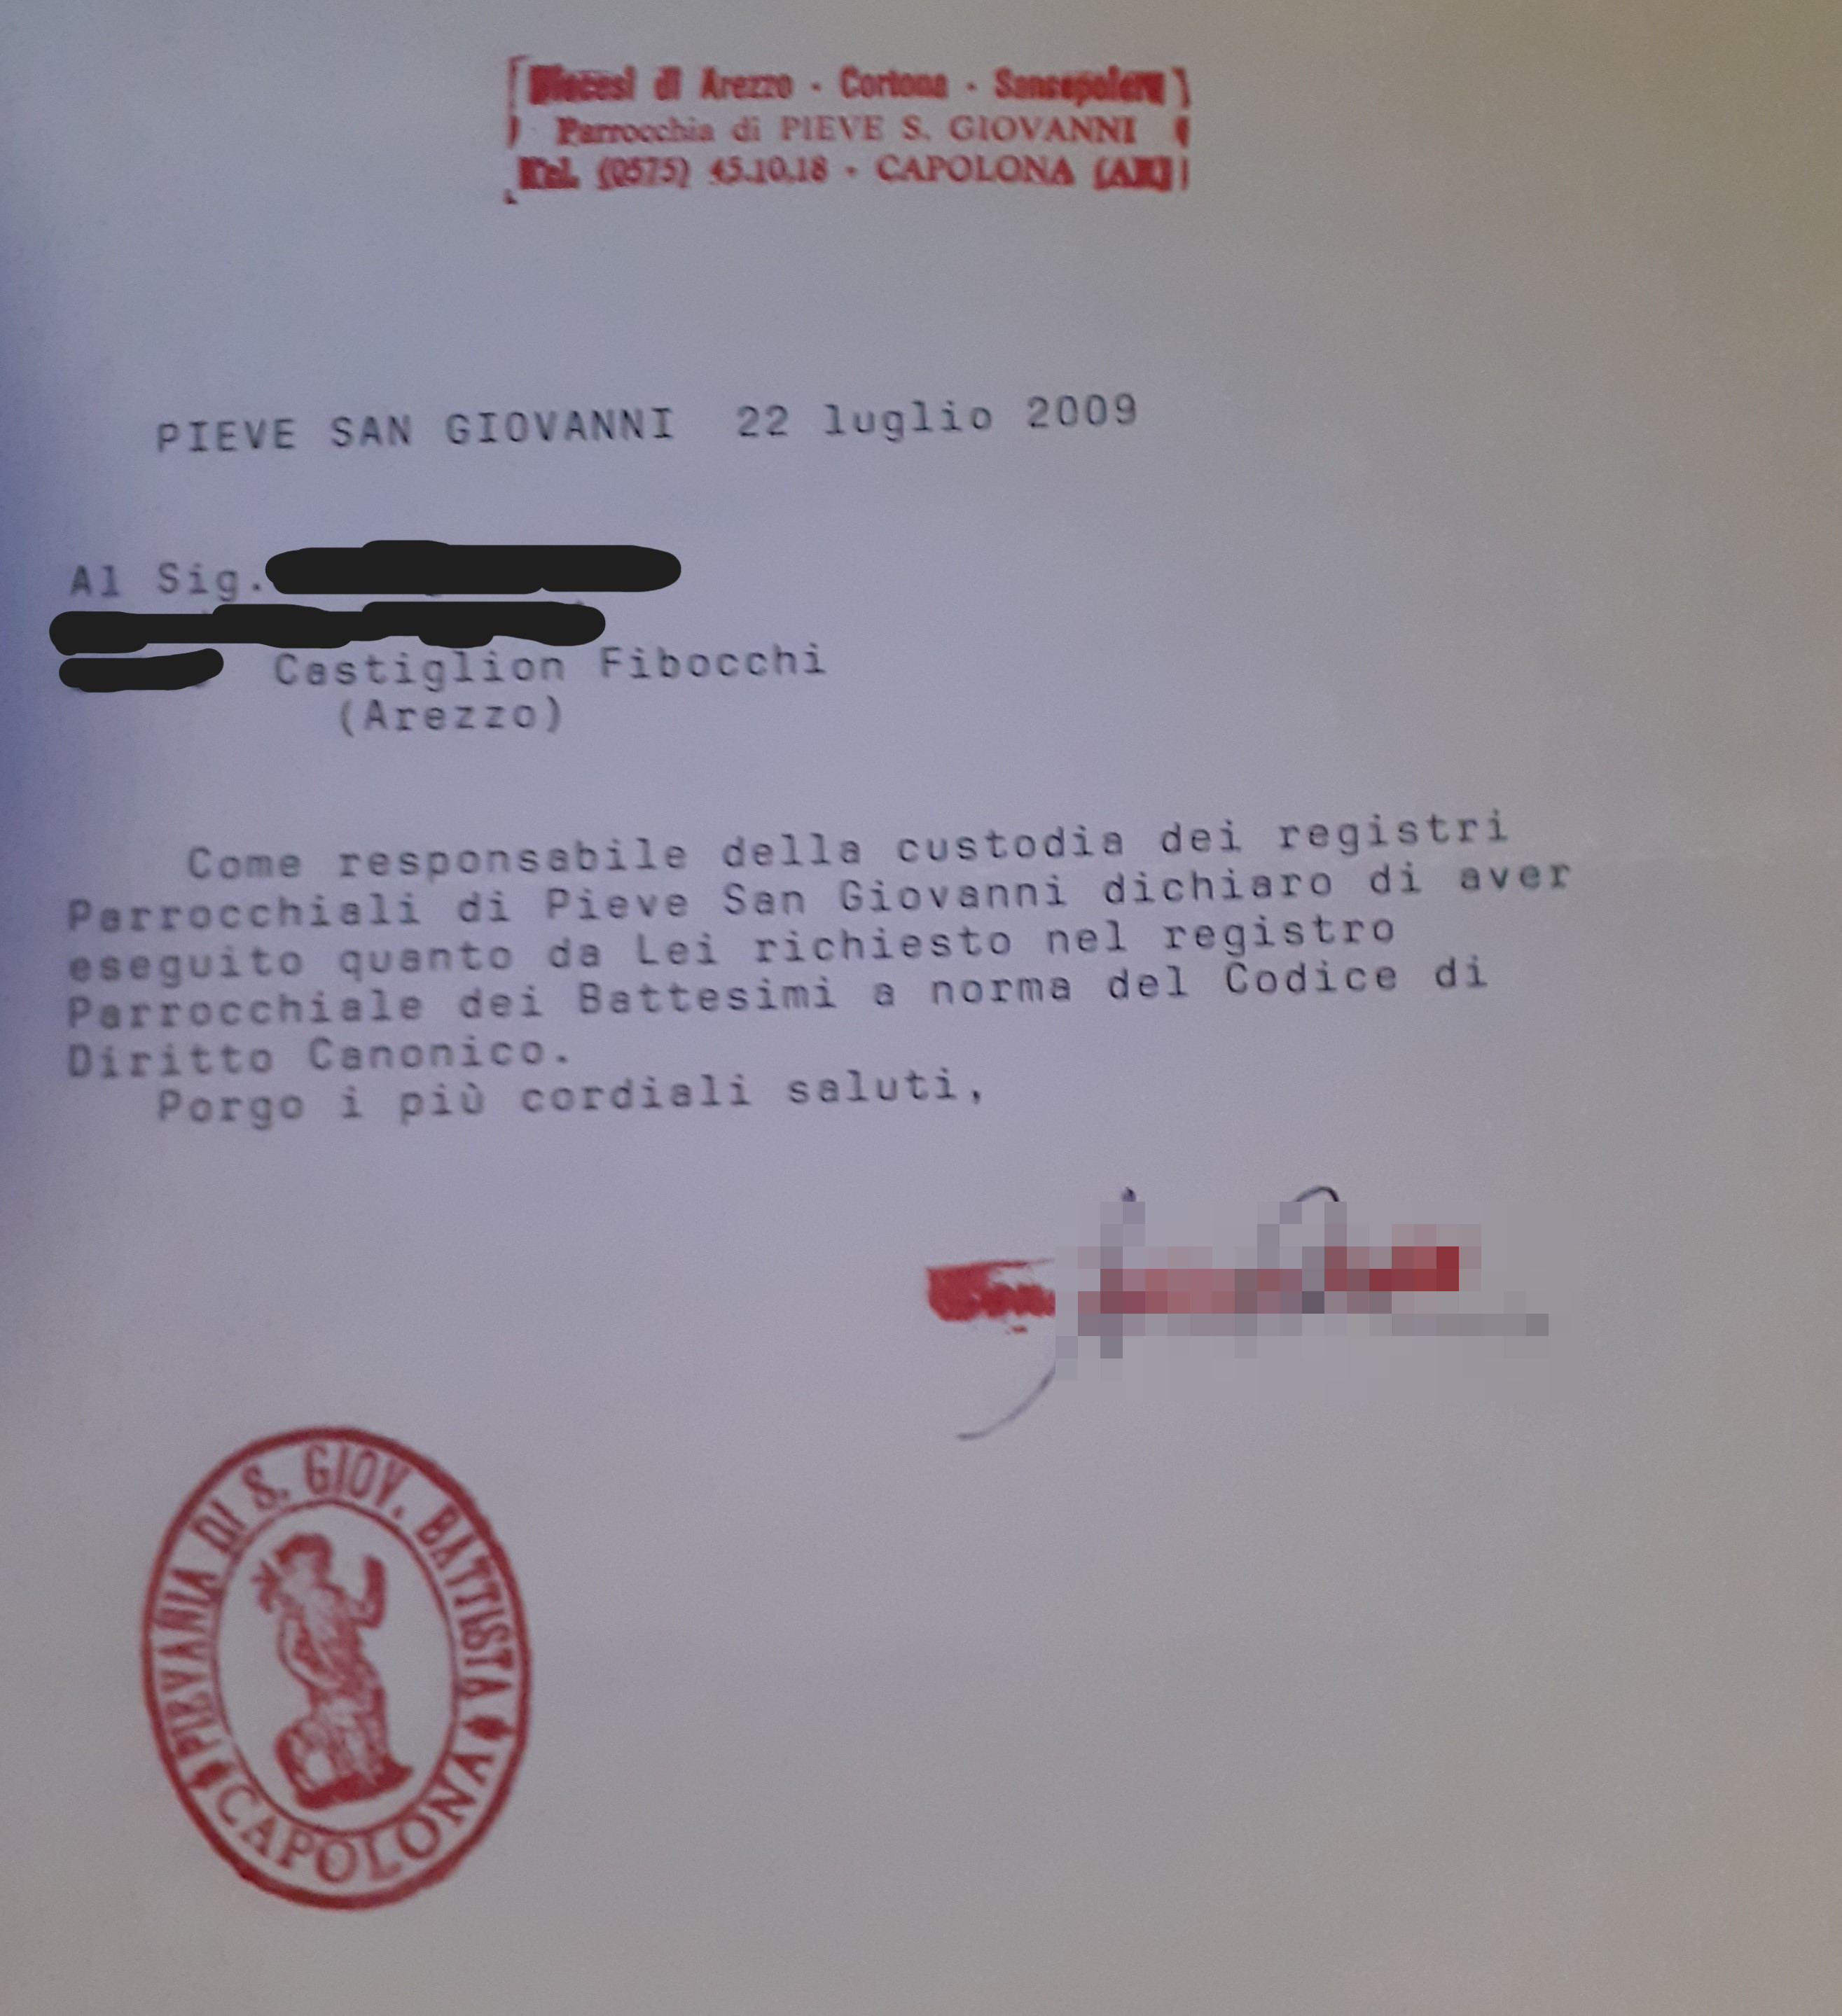 Diocesi di Arezzo - Cortona - Sansepolcro
Parrocchia di PIEVE S. GIOVANNI
Tel. (0575) 45.10.18 - CAPOLONA (AR)
PIEVE SAN GIOVANNI 22 luglio 2009
Al Sig.
Castiglion Fibocchi
(Arezzo)
Come responsabile della custodia dei registri
Parrocchiali di Pieve San Giovanni dichiaro di aver
eseguito quanto da Lei richiesto nel registro
Parrocchiale dei Battesimi a norma del Codice di
Diritto Canonico.
Porgo i più cordiali saluti,
PIEVANIA DI S. GIOV. BATTISTA
CAPOLONA